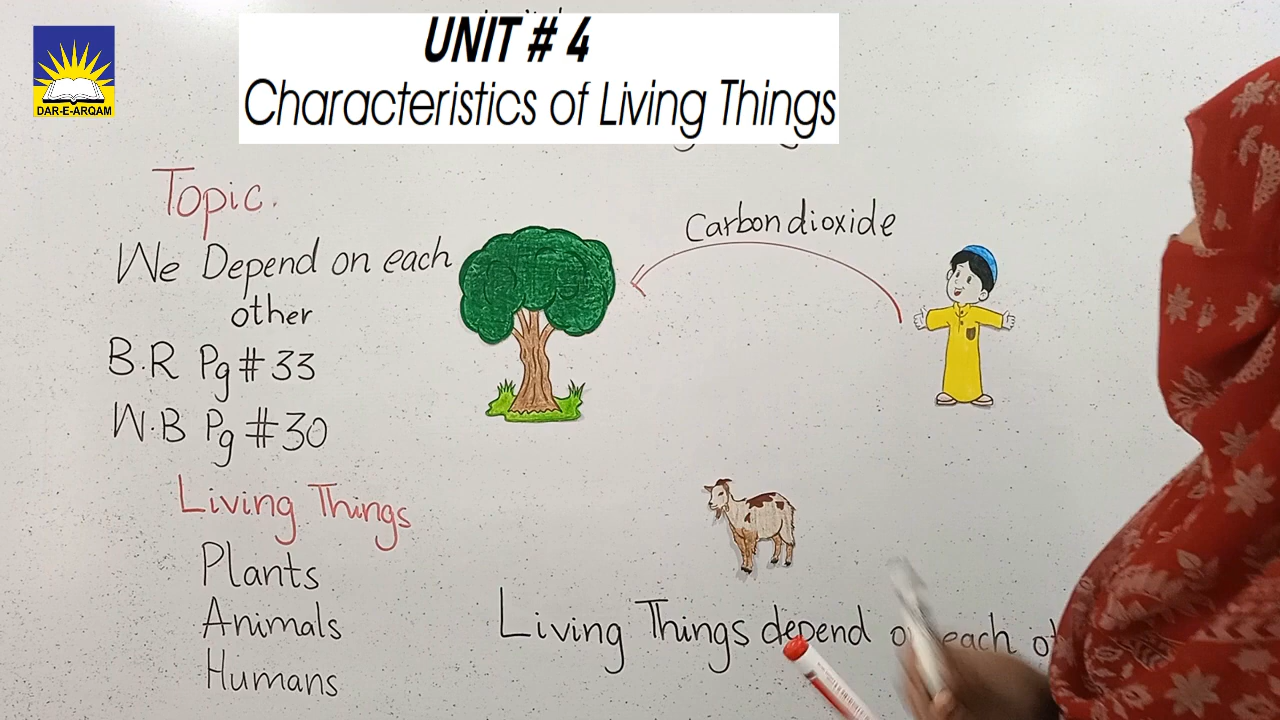 DAR-E-ARQAM
UNIT # 4
Characteristics of Living Things
Topic.
We Depend on each
other
B.R Pg # 33
W.B Pg # 30
Living Things
Plants
Animals
Humans
Carbondioxide
Living Things depend each